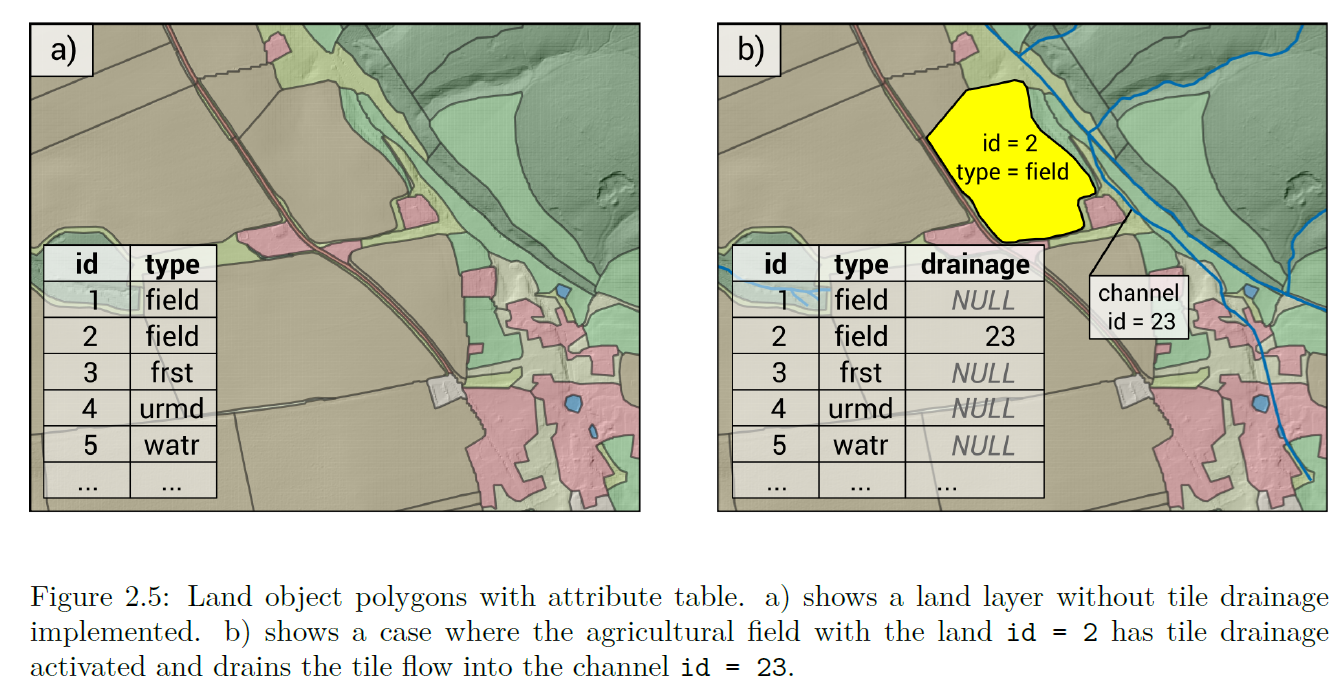 a)
id type
1 field
2 field
3 frst
4 urmd
5 watr
... ...
b)
id = 2
type = field
channel
id = 23
id type drainage
1 field NULL
2 field 23
3 frst NULL
4 urmd NULL
5 watr NULL
... ... ...
Figure 2.5: Land object polygons with attribute table. a) shows a land layer without tile drainage
implemented. b) shows a case where the agricultural field with the land id = 2 has tile drainage
activated and drains the tile flow into the channel id = 23.